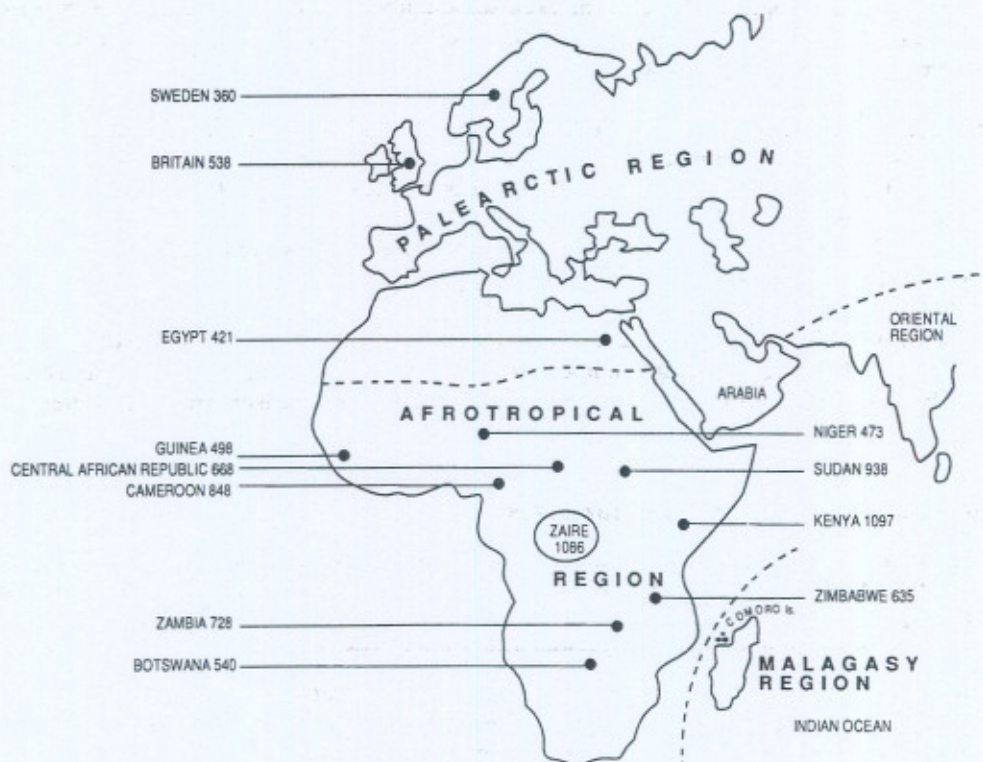 SWEDEN 360
BRITAIN 538
PALEARCTIC REGION
EGYPT 421
ORIENTAL
REGION
ARABIA
AFROTROPICAL
REGION
GUINEA 498
CENTRAL AFRICAN REPUBLIC 668
CAMEROON 848
NIGER 473
SUDAN 938
KENYA 1097
ZAIRE
1086
ZIMBABWE 635
COMORO Is.
ZAMBIA 728
BOTSWANA 540
MALAGASY
REGION
INDIAN OCEAN